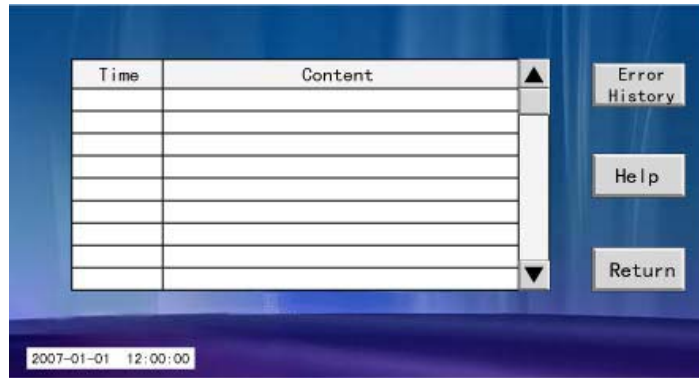 Time Content
Error
History
Help
Return
2007-01-01 12:00:00